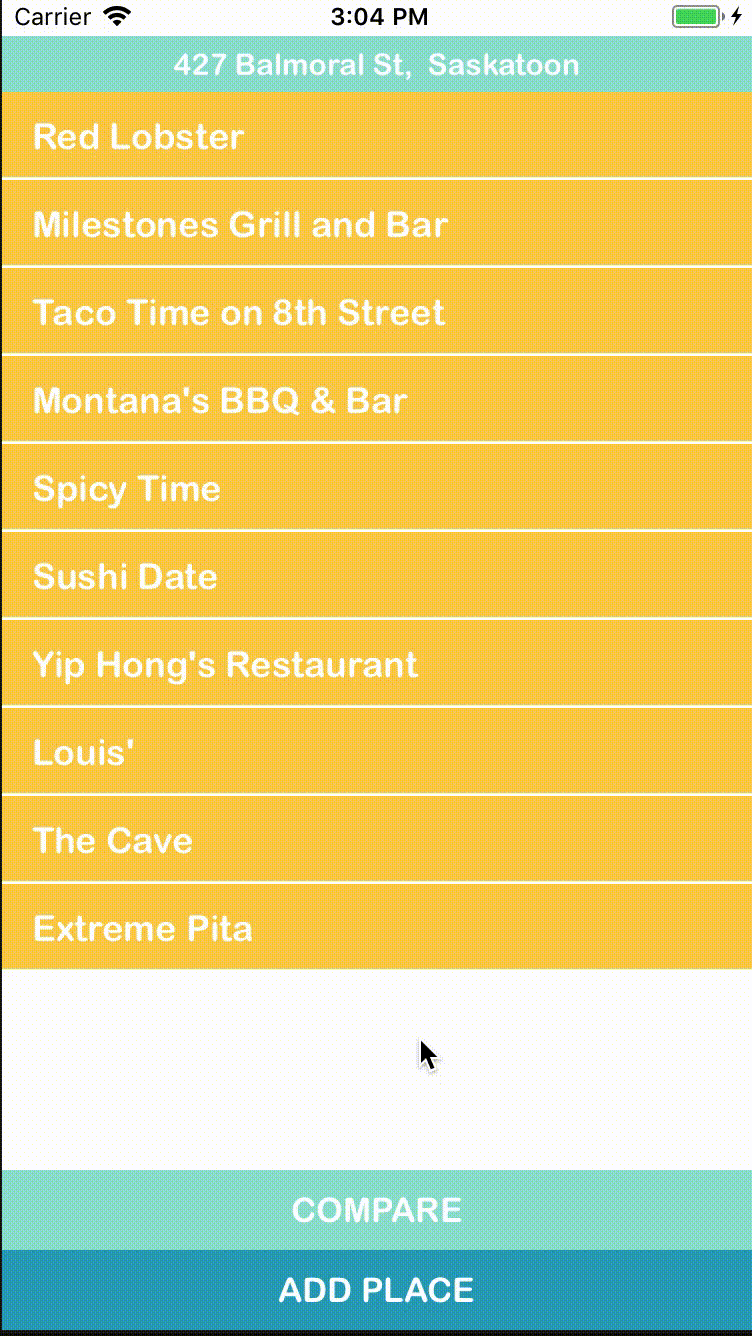 Carrier 3:04 PM
427 Balmoral St, Saskatoon
Red Lobster
Milestones Grill and Bar
Taco Time on 8th Street
Montana's BBQ & Bar
Spicy Time
Sushi Date
Yip Hong's Restaurant
Louis'
The Cave
Extreme Pita
COMPARE
ADD PLACE